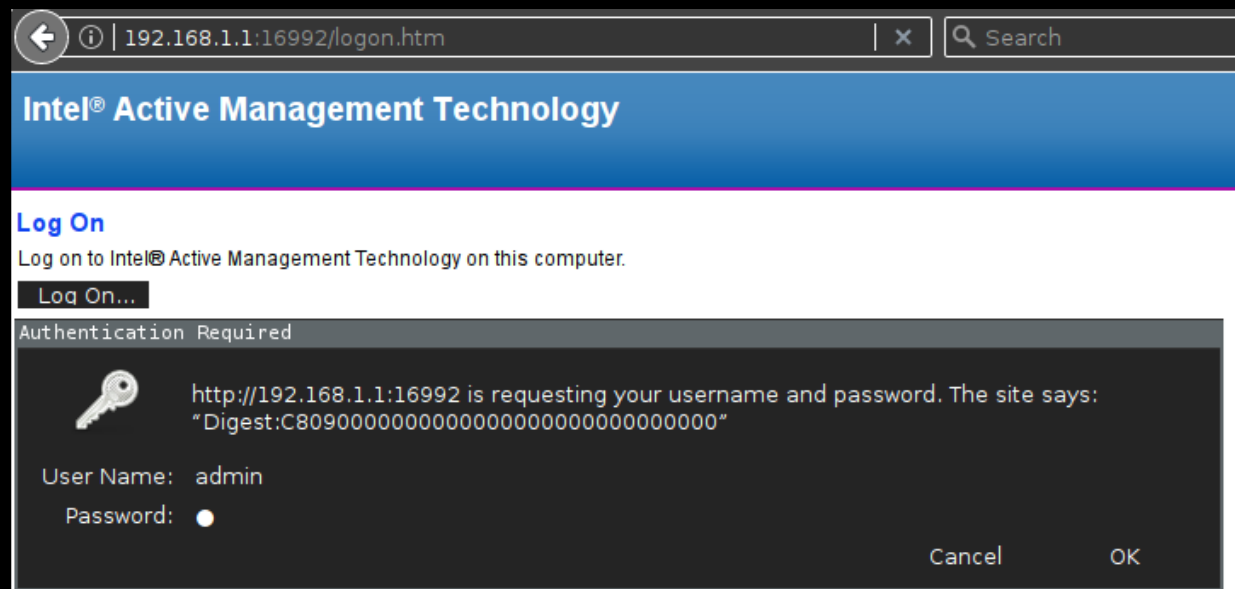 192.168.1.1:16992/logon.htm
Search
Intel® Active Management Technology
Log On
Log on to Intel® Active Management Technology on this computer.
Log On...
Authentication Required
http://192.168.1.1:16992 is requesting your username and password. The site says:
“Digest:C8090000000000000000000000000000”
User Name: admin
Password:
Cancel OK